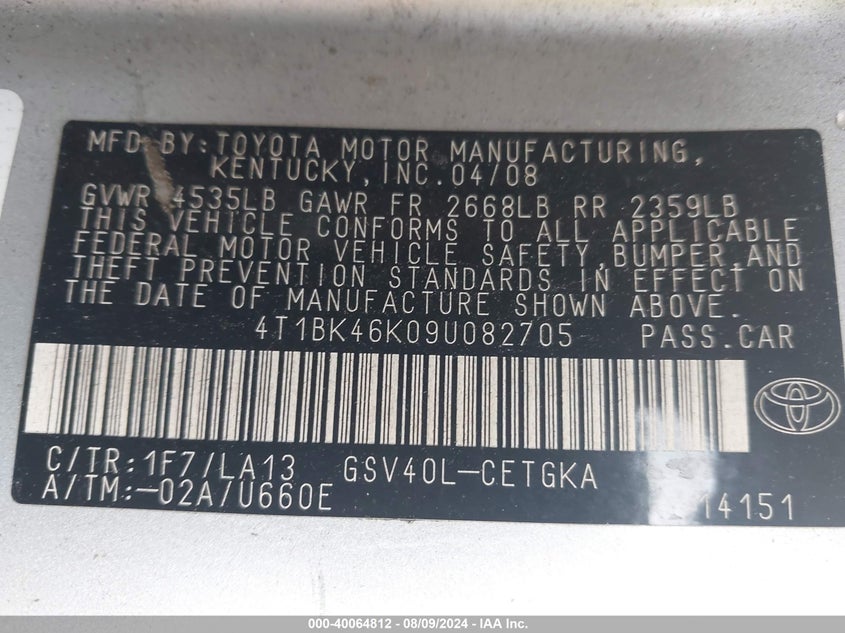 MFD BY:TOYOTA MOTOR MANUFACTURING,
KENTUCKY,INC.04/08
GVWR 4535LB GAWR FR 2668LB RR 2359LB
THIS VEHICLE CONFORMS TO ALL APPLICABLE
FEDERAL MOTOR VEHICLE SAFETY,BUMPER,AND
THEFT PREVENTION STANDARDS IN EFFECT ON
THE DATE OF MANUFACTURE SHOWN ABOVE.
4T1BK46K09U082705 PASS.CAR
C/TR:1F7/LA13 GSV40L-CETGKA
A/TM:-02A/U660E 14151
000-40064812 - 08/09/2024 - IAA Inc.